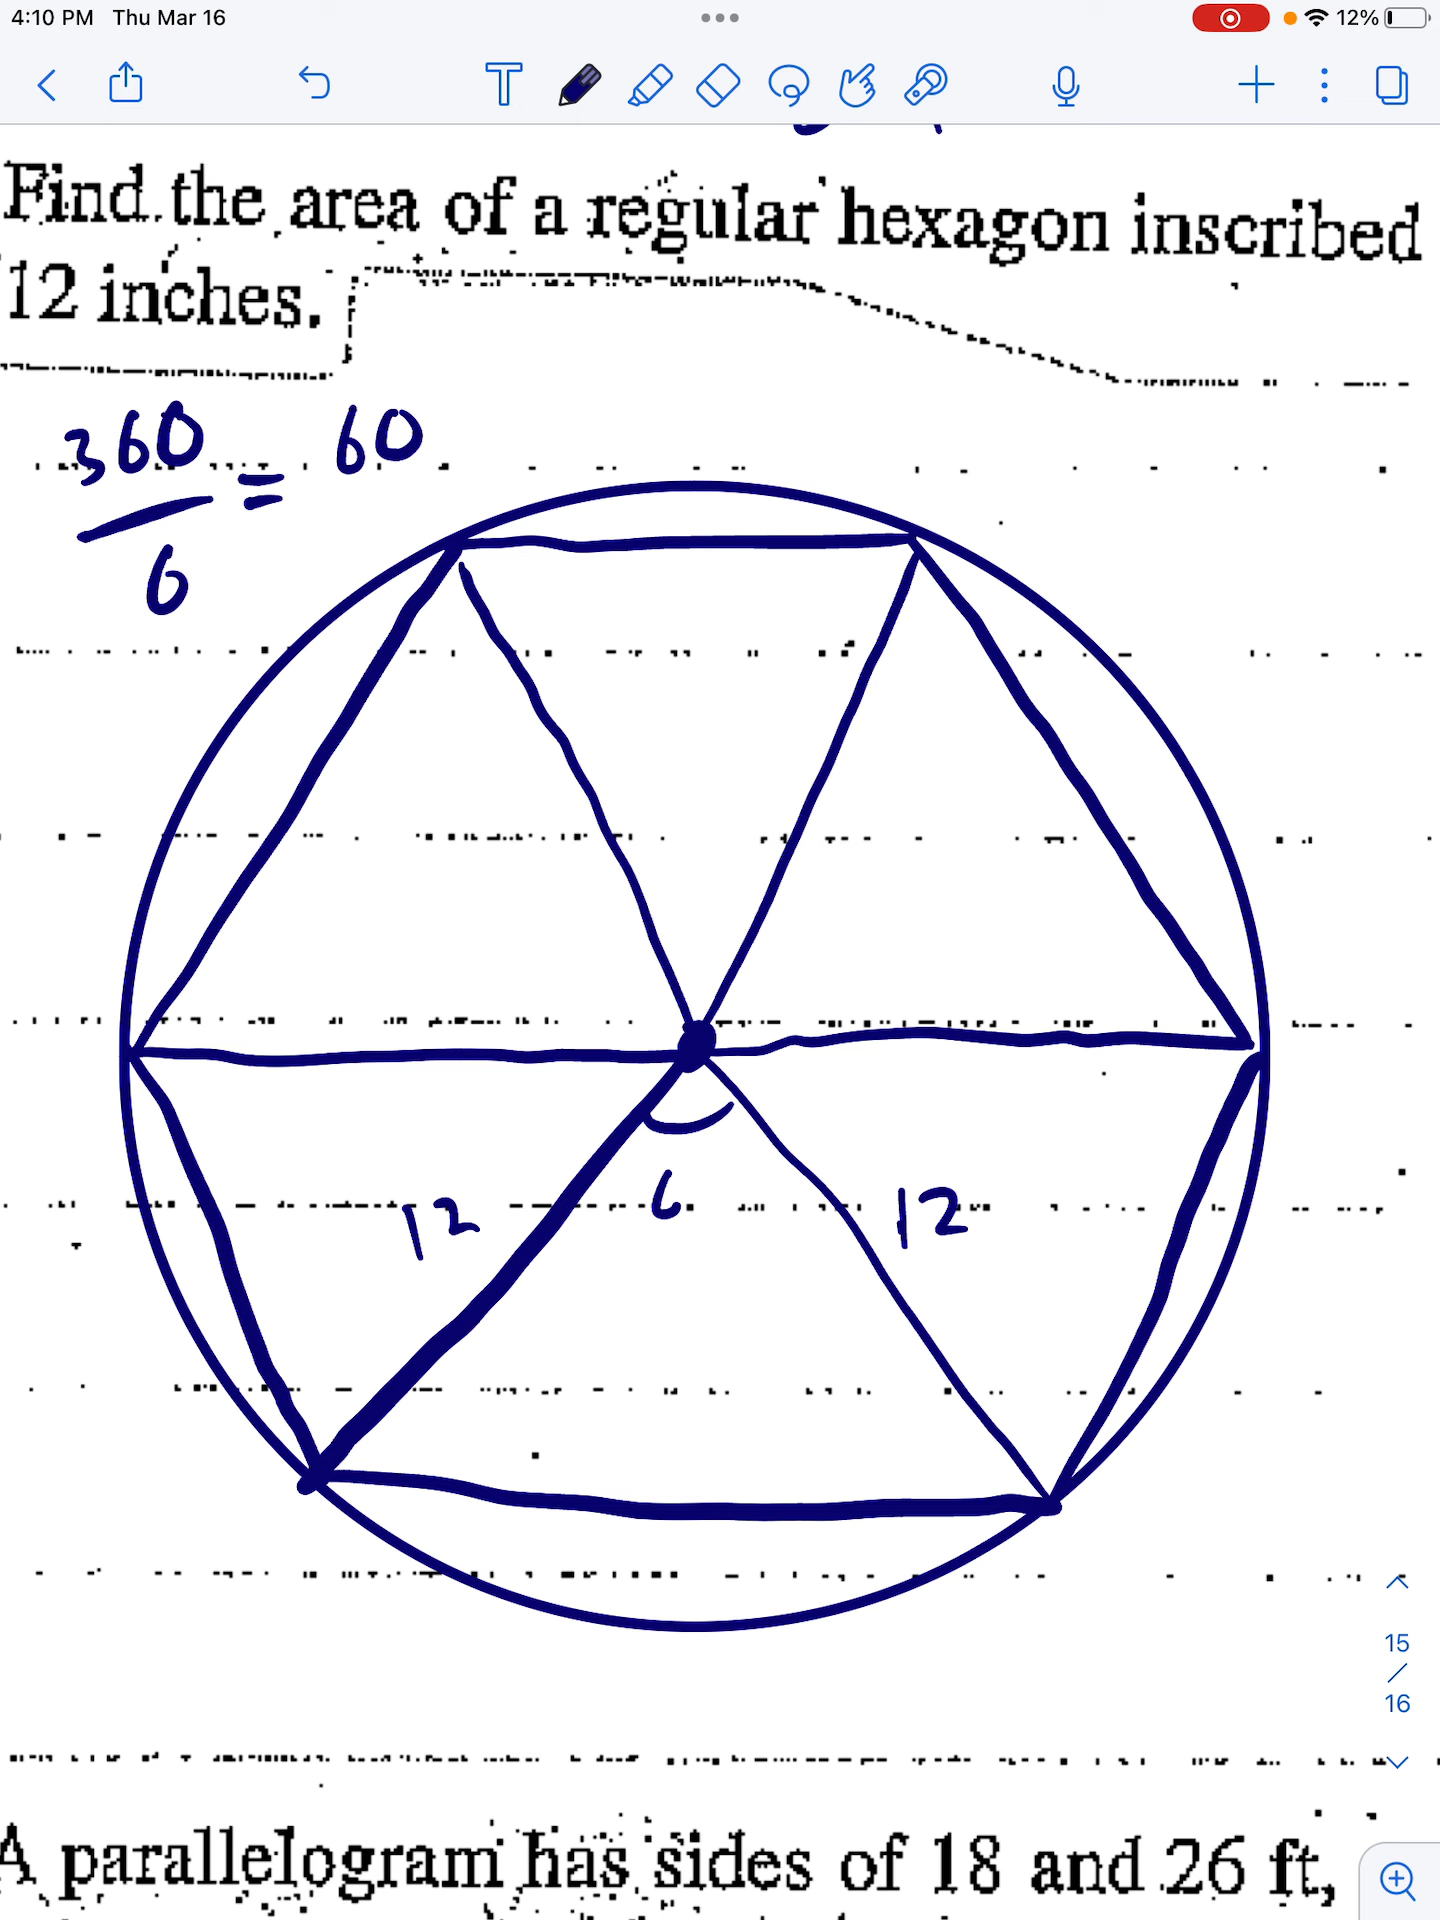 4:10 PM Thu Mar 16
12%
T
Find the area of a regular hexagon inscribed
12 inches.
360
= 60
6
12 6 12
15
/
16
A parallelogram has sides of 18 and 26 ft,